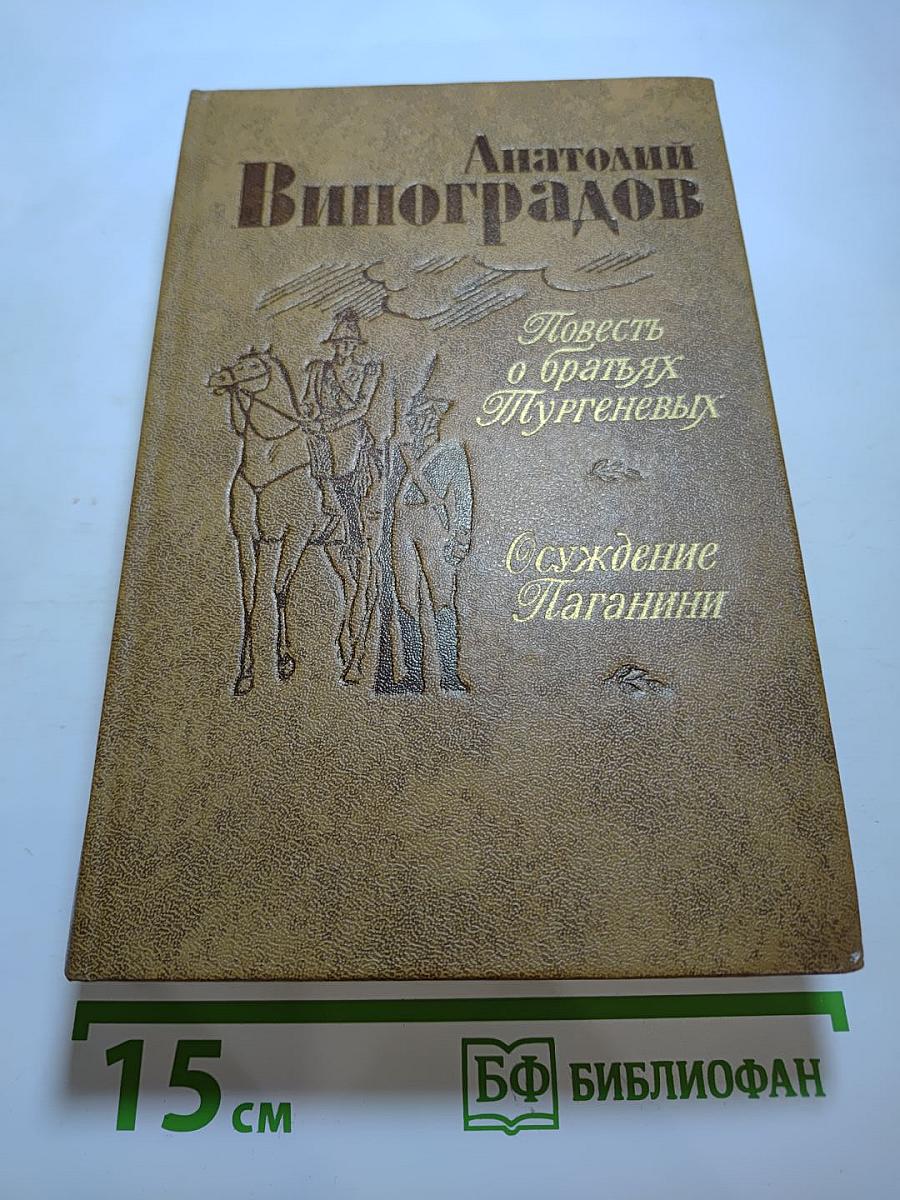 Анатолий
Виноградов
Повесть
о братьях
Тургеневых
Осуждение
Паганини
15 см
БФ БИБЛИОФАН